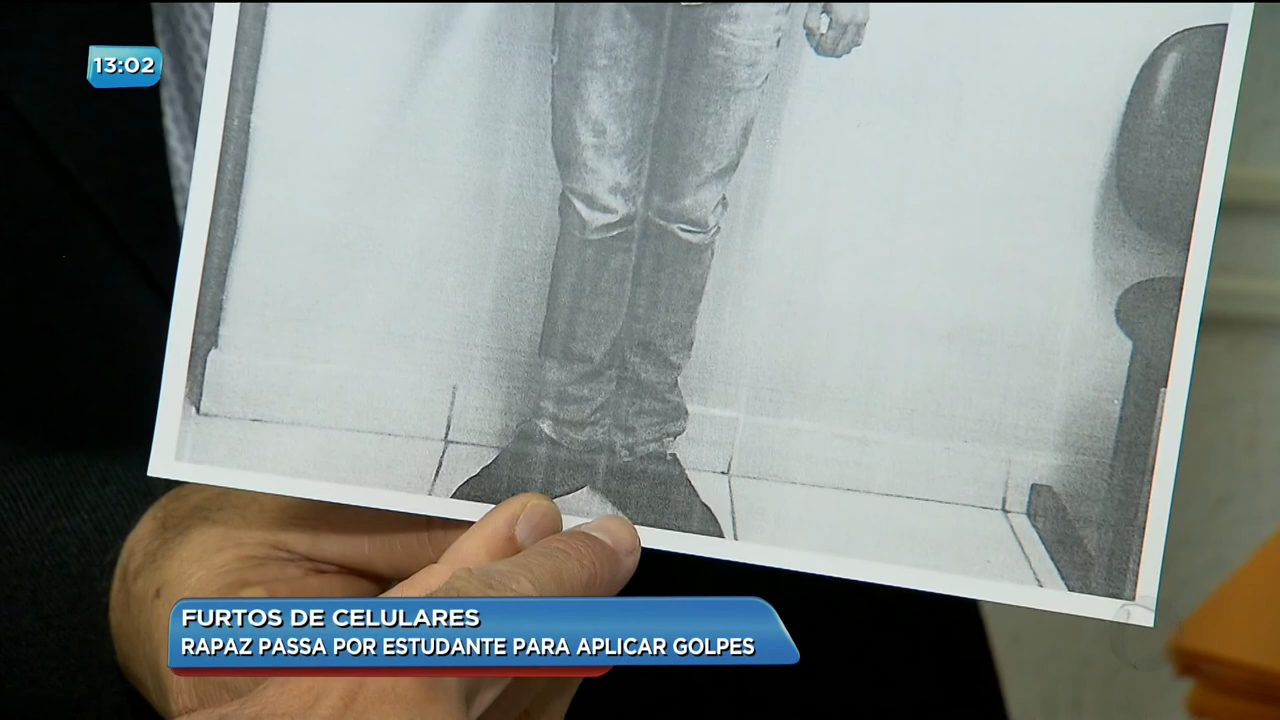 13:02
FURTOS DE CELULARES
RAPAZ PASSA POR ESTUDANTE PARA APLICAR GOLPES